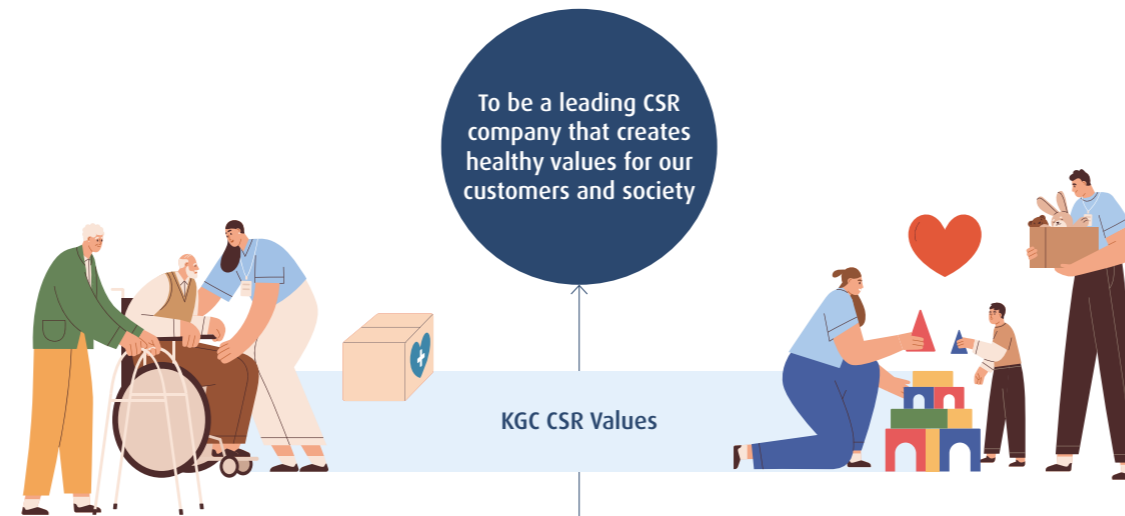 To be a leading CSR
company that creates
healthy values for our
customers and society
KGC CSR Values